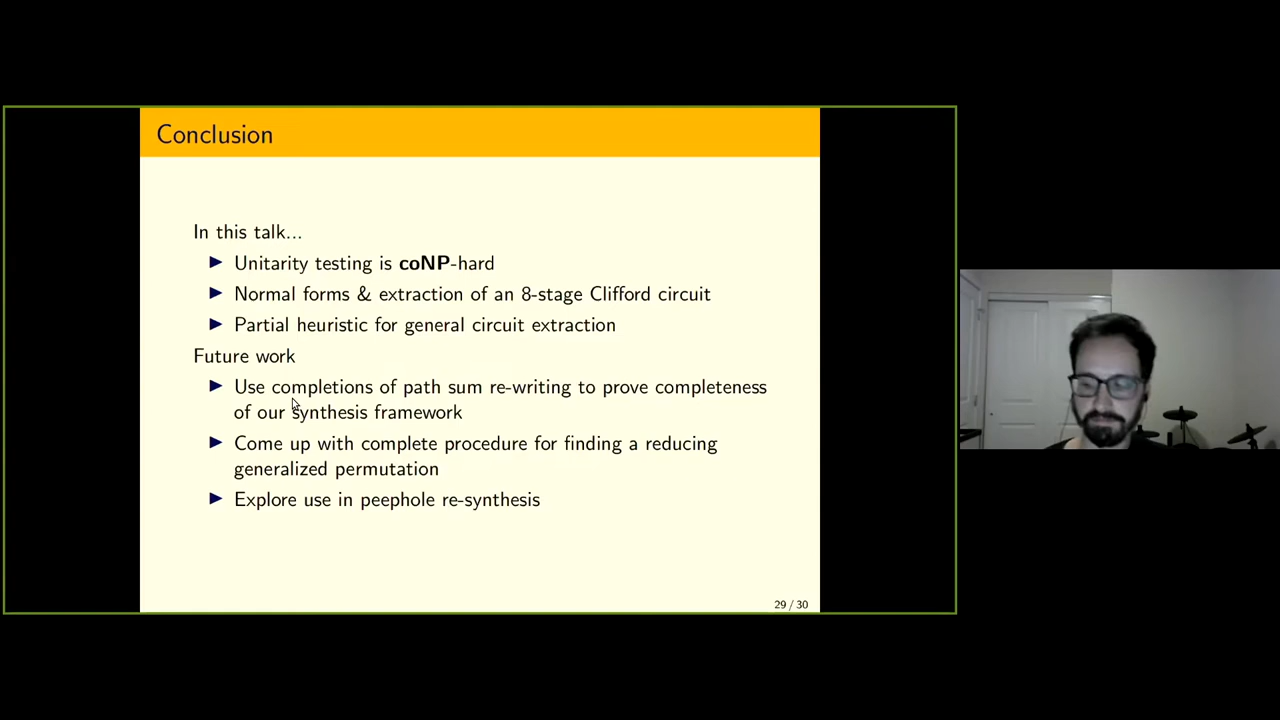 Conclusion
In this talk...
Unitarity testing is coNP-hard
Normal forms & extraction of an 8-stage Clifford circuit
Partial heuristic for general circuit extraction
Future work
Use completions of path sum re-writing to prove completeness
of our synthesis framework
Come up with complete procedure for finding a reducing
generalized permutation
Explore use in peephole re-synthesis
29 / 30